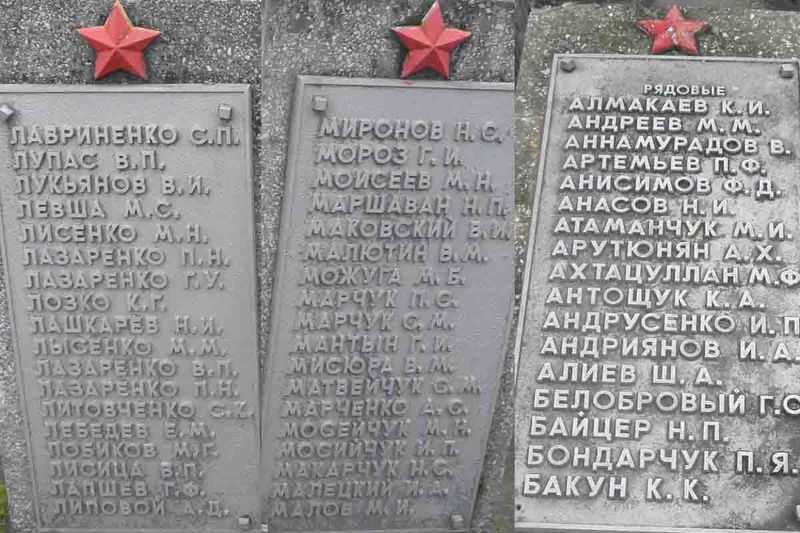 ЛАВРИНЕНКО С.П.
ЛУПАС В.П.
ЛУКЬЯНОВ В.И.
ЛЕВША М.С.
ЛИСЕНКО М.Н.
ЛАЗАРЕНКО П.Н.
ЛАЗАРЕНКО Г.У.
ЛОЗКО К.Г.
ЛАШКАРЕВ Н.И.
ЛЫСЕНКО М.М.
ЛАЗАРЕНКО В.П.
ЛАЗАРЕНКО П.Н.
ЛИТОВЧЕНКО С.К.
ЛЕБЕДЕВ Е.М.
ЛОБИКОВ М.Г.
ЛИСИЦА В.П.
ЛАПШЕВ Г.Ф.
ЛИПОВОЙ А.Д.
МИРОНОВ Н.С.
МОРОЗ Г.И.
МОИСЕЕВ М.Н.
МАРШАВАН Н.П.
МАКОВСКИЙ В.И.
МАЛЮТИН В.М.
МОЖУГА М.Б.
МАРЧУК П.С.
МАРЧУК С.М.
МАНТЫН Г.И.
МИСЮРА В.М.
МАТВЕЙЧУК С.М.
МАРЧЕНКО А.С.
МОСЕЙЧУК М.Н.
МОСИЙЧУК И.П.
МАКАРЧУК Н.С.
МАЛЕЦКИЙ И.А.
МАЛОВ М.И.
РЯДОВЫЕ
АЛМАКАЕВ К.И.
АНДРЕЕВ М.М.
АННАМУРАДОВ В.
АРТЕМЬЕВ П.Ф.
АНИСИМОВ Ф.Д.
АНАСОВ Н.И.
АТАМАНЧУК М.И.
АРУТЮНЯН А.Х.
АХТАЦУЛЛАН М.Ф
АНТОЩУК К.А.
АНДРУСЕНКО И.П
АНДРИЯНОВ И.А.
АЛИЕВ Ш.А.
БЕЛОБРОВЫЙ Г.С
БАЙЦЕР Н.П.
БОНДАРЧУК П.Я.
БАКУН К.К.